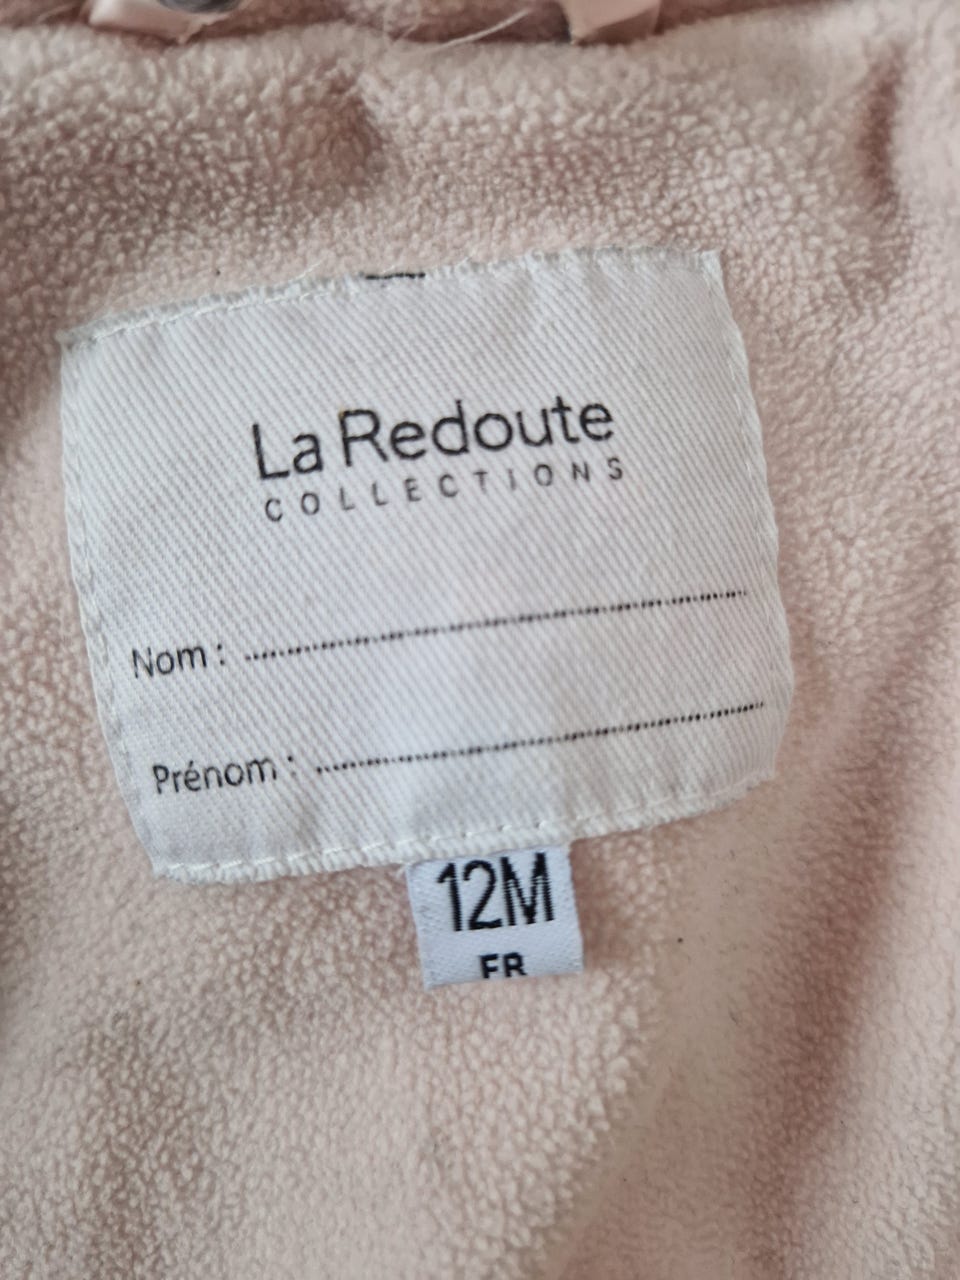 La Redoute
COLLECTIONS
Nom :
Prénom :
12M
FR